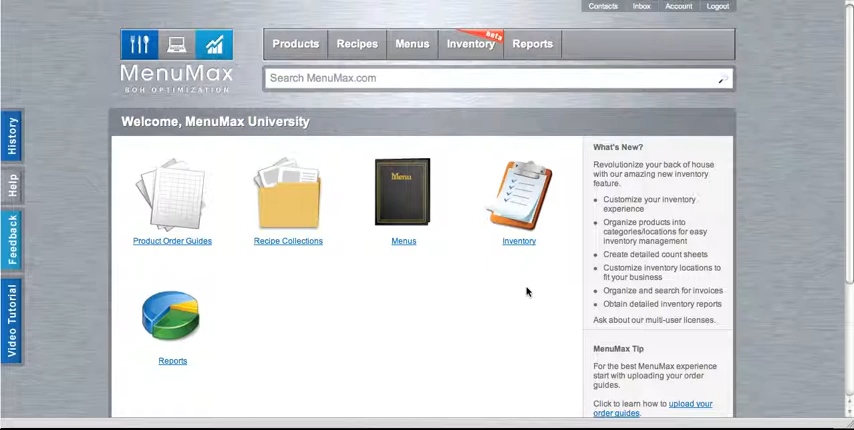 Contacts Inbox Account Logout
Products Recipes Menus Inventory beta Reports
MenuMax
BOH OPTIMIZATION
Search MenuMax.com
Welcome, MenuMax University
History
Help
Feedback
Video Tutorial
Menu
Product Order Guides
Recipe Collections
Menus
Inventory
Reports
What's New?
Revolutionize your back of house
with our amazing new inventory
feature.
Customize your inventory
experience
Organize products into
categories/locations for easy
inventory management
Create detailed count sheets
Customize inventory locations to
fit your business
Organize and search for invoices
Obtain detailed inventory reports
Ask about our multi-user licenses.
MenuMax Tip
For the best MenuMax experience
start with uploading your order
guides.
Click to learn how to upload your
order guides.